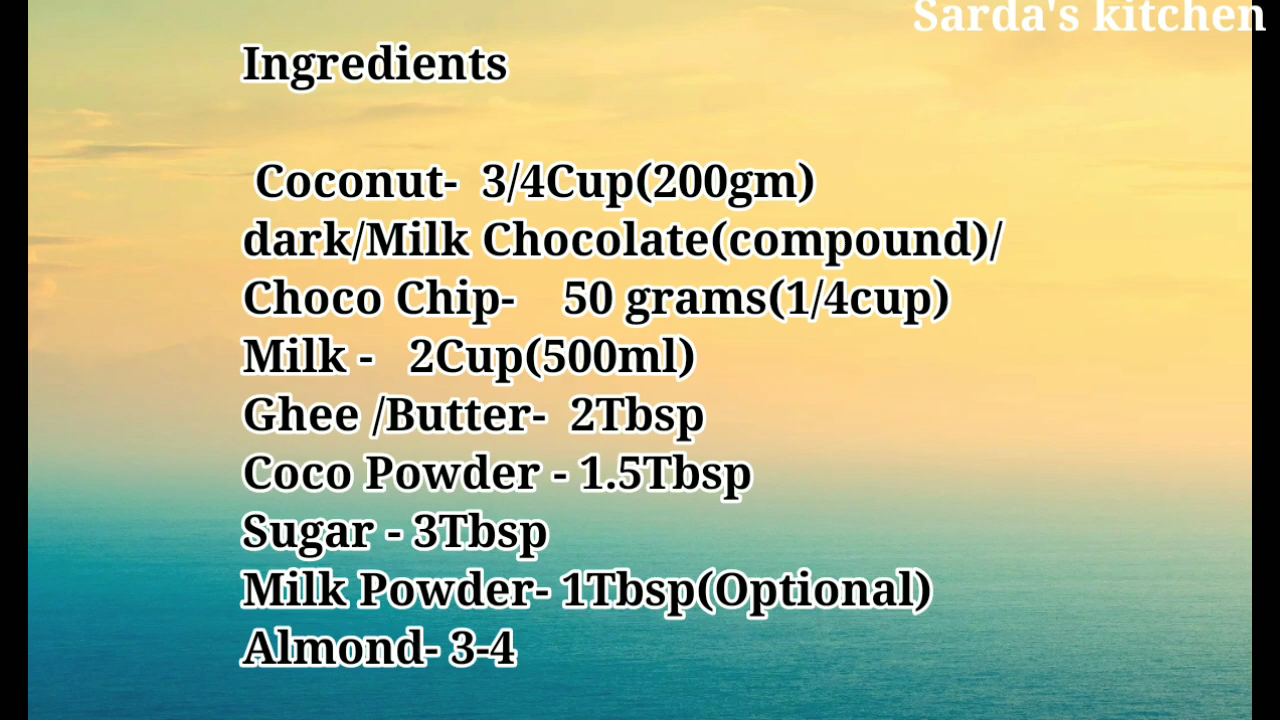 Sarda's kitchen
Ingredients
Coconut- 3/4Cup(200gm)
dark/Milk Chocolate(compound)/
Choco Chip- 50 grams(1/4cup)
Milk - 2Cup(500ml)
Ghee /Butter- 2Tbsp
Coco Powder - 1.5Tbsp
Sugar - 3Tbsp
Milk Powder- 1Tbsp(Optional)
Almond- 3-4